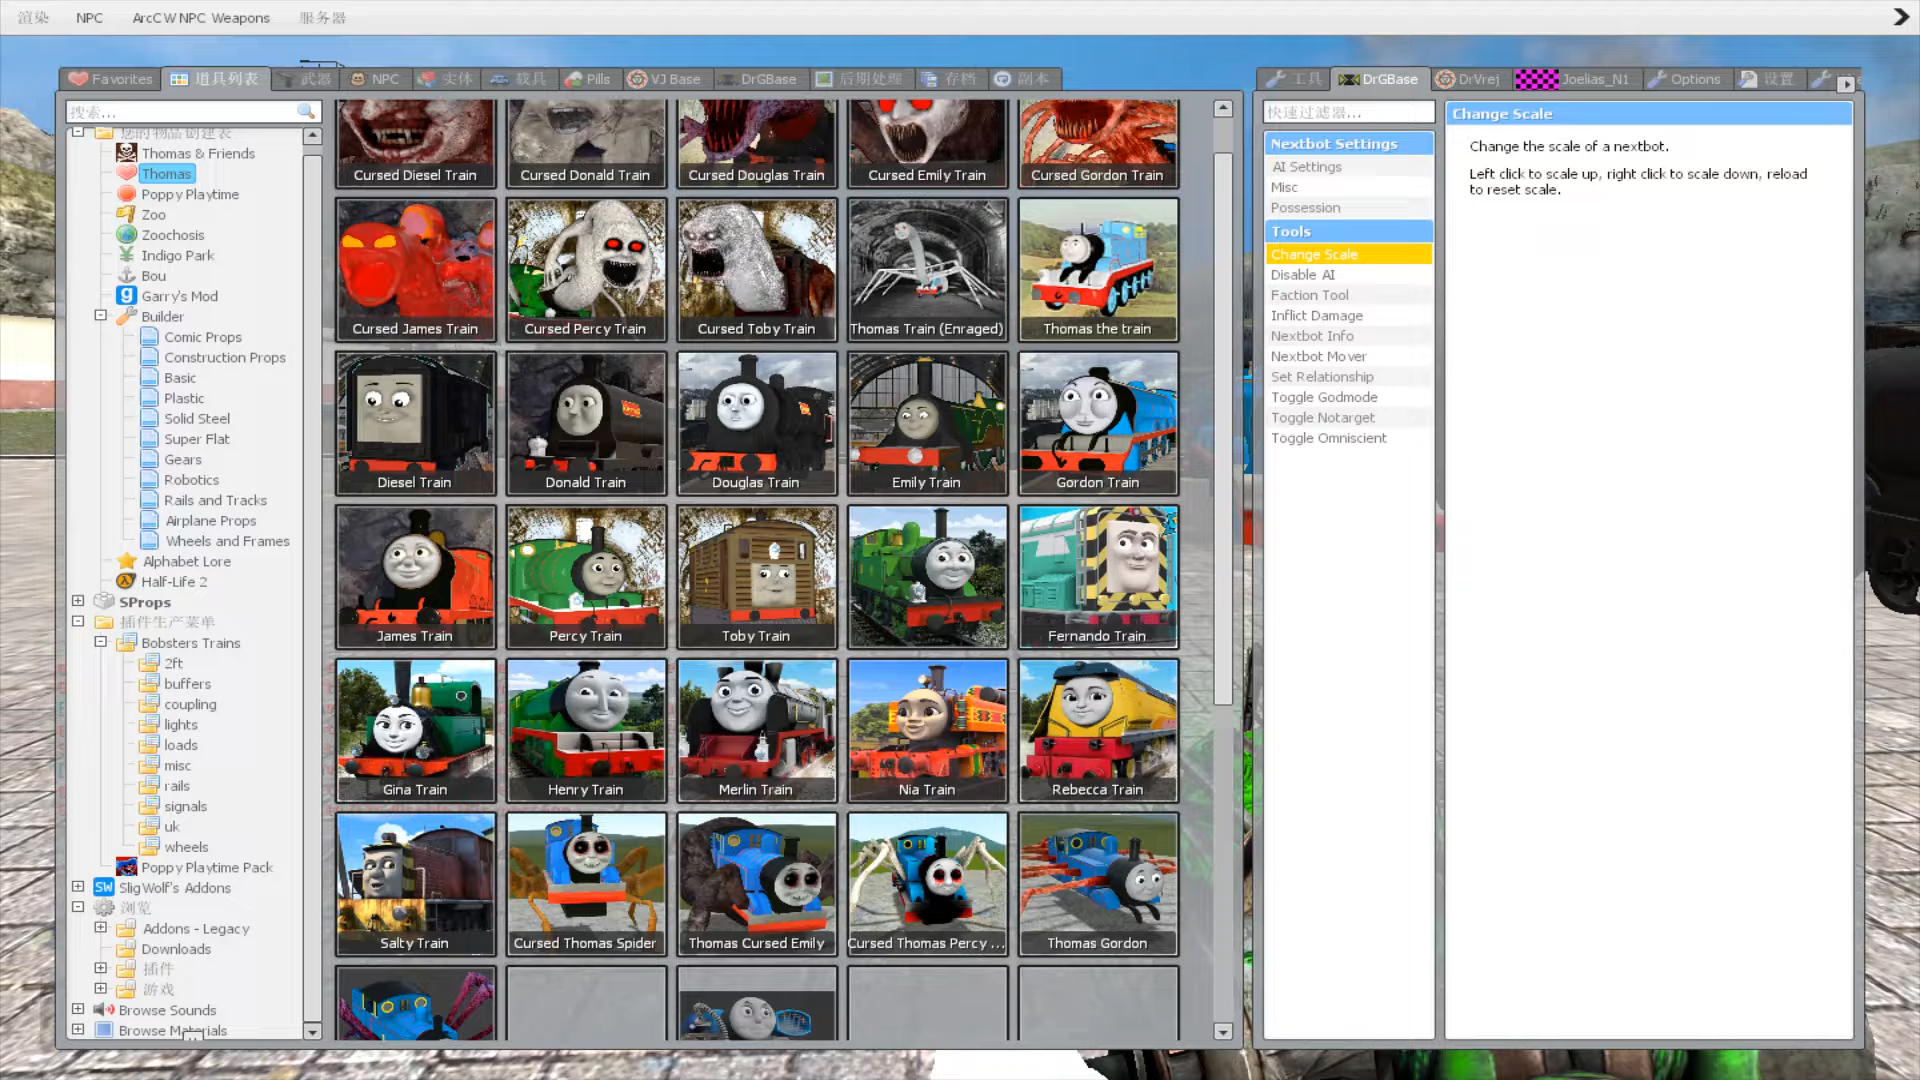 渲染 NPC ArcCW NPC Weapons 服务器
Favorites 道具列表 武器 NPC 实体 载具 Pills VJ Base DrGBase 后期处理 存档 副本
工具 DrGBase DrVrej Joelias_N1 Options 设置
搜索...
您的物品创建表
Thomas & Friends
Thomas
Poppy Playtime
Zoo
Zoochosis
Indigo Park
Bou
Garry's Mod
Builder
Comic Props
Construction Props
Basic
Plastic
Solid Steel
Super Flat
Gears
Robotics
Rails and Tracks
Airplane Props
Wheels and Frames
Alphabet Lore
Half-Life 2
SProps
插件生产菜单
Bobsters Trains
2ft
buffers
coupling
lights
loads
misc
rails
signals
uk
wheels
Poppy Playtime Pack
SW SligWolf's Addons
浏览
Addons - Legacy
Downloads
插件
游戏
Browse Sounds
Browse Materials
Cursed Diesel Train Cursed Donald Train Cursed Douglas Train Cursed Emily Train Cursed Gordon Train
Cursed James Train Cursed Percy Train Cursed Toby Train Thomas Train (Enraged) Thomas the train
Diesel Train Donald Train Douglas Train Emily Train Gordon Train
James Train Percy Train Toby Train Fernando Train
Gina Train Henry Train Merlin Train Nia Train Rebecca Train
Salty Train Cursed Thomas Spider Thomas Cursed Emily Cursed Thomas Percy ... Thomas Gordon
快速过滤器...
Nextbot Settings
AI Settings
Misc
Possession
Tools
Change Scale
Disable AI
Faction Tool
Inflict Damage
Nextbot Info
Nextbot Mover
Set Relationship
Toggle Godmode
Toggle Notarget
Toggle Omniscient
Change Scale
Change the scale of a nextbot.
Left click to scale up, right click to scale down, reload
to reset scale.